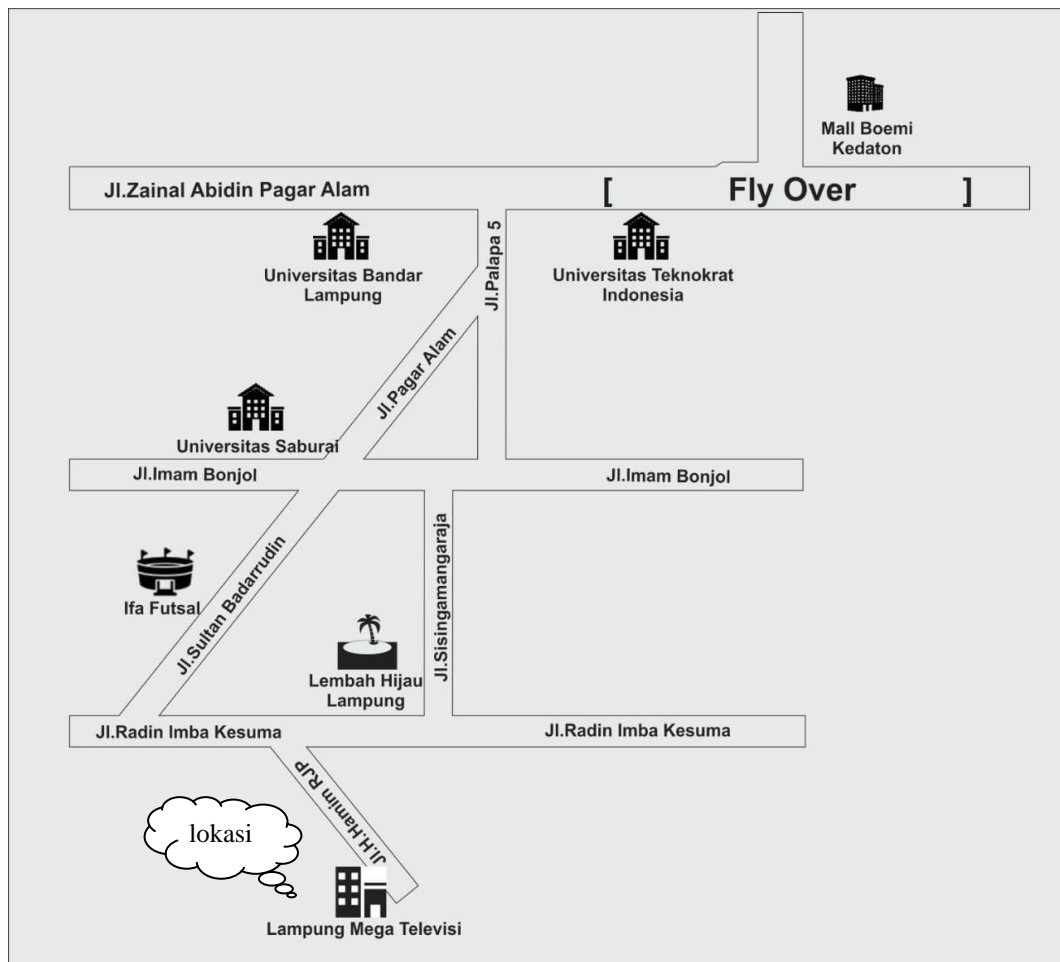 Mall Boemi
Kedaton
Jl.Zainal Abidin Pagar Alam
[ Fly Over ]
Jl.Palapa 5
Universitas Bandar
Lampung
Universitas Teknokrat
Indonesia
Jl.Pagar Alam
Universitas Saburai
Jl.Imam Bonjol
Jl.Imam Bonjol
Jl.Sisingamangaraja
Jl.Sultan Badarrudin
Ifa Futsal
Lembah Hijau
Lampung
Jl.Radin Imba Kesuma
Jl.Radin Imba Kesuma
Jl.H.Hamim RJP
lokasi
Lampung Mega Televisi